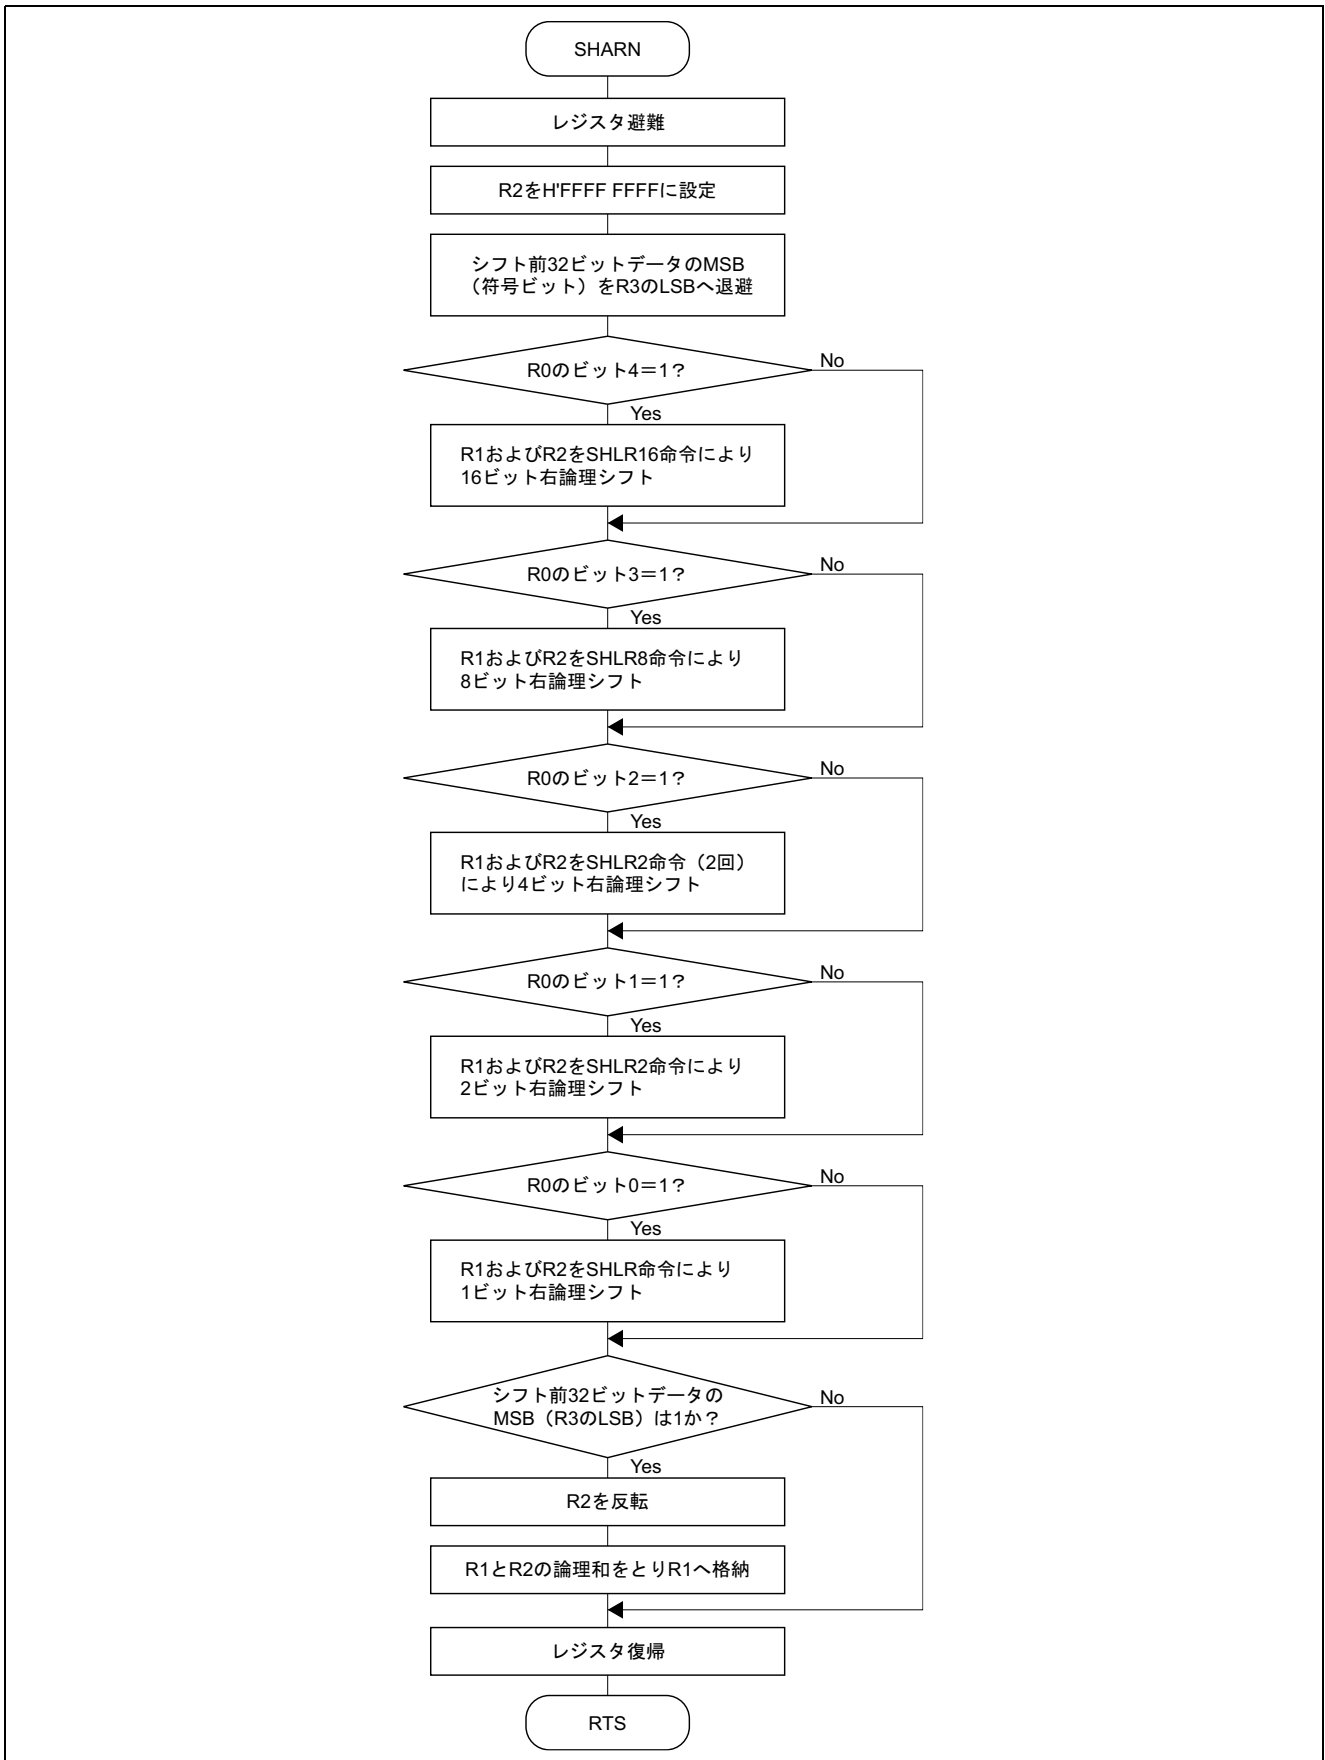 SHARN
レジスタ避難
R2をH'FFFF FFFFに設定
シフト前32ビットデータのMSB
(符号ビット)をR3のLSBへ退避
R0のビット4=1?
No
Yes
R1およびR2をSHLR16命令により
16ビット右論理シフト
R0のビット3=1?
No
Yes
R1およびR2をSHLR8命令により
8ビット右論理シフト
R0のビット2=1?
No
Yes
R1およびR2をSHLR2命令(2回)
により4ビット右論理シフト
R0のビット1=1?
No
Yes
R1およびR2をSHLR2命令により
2ビット右論理シフト
R0のビット0=1?
No
Yes
R1およびR2をSHLR命令により
1ビット右論理シフト
シフト前32ビットデータの
MSB(R3のLSB)は1か?
No
Yes
R2を反転
R1とR2の論理和をとりR1へ格納
レジスタ復帰
RTS